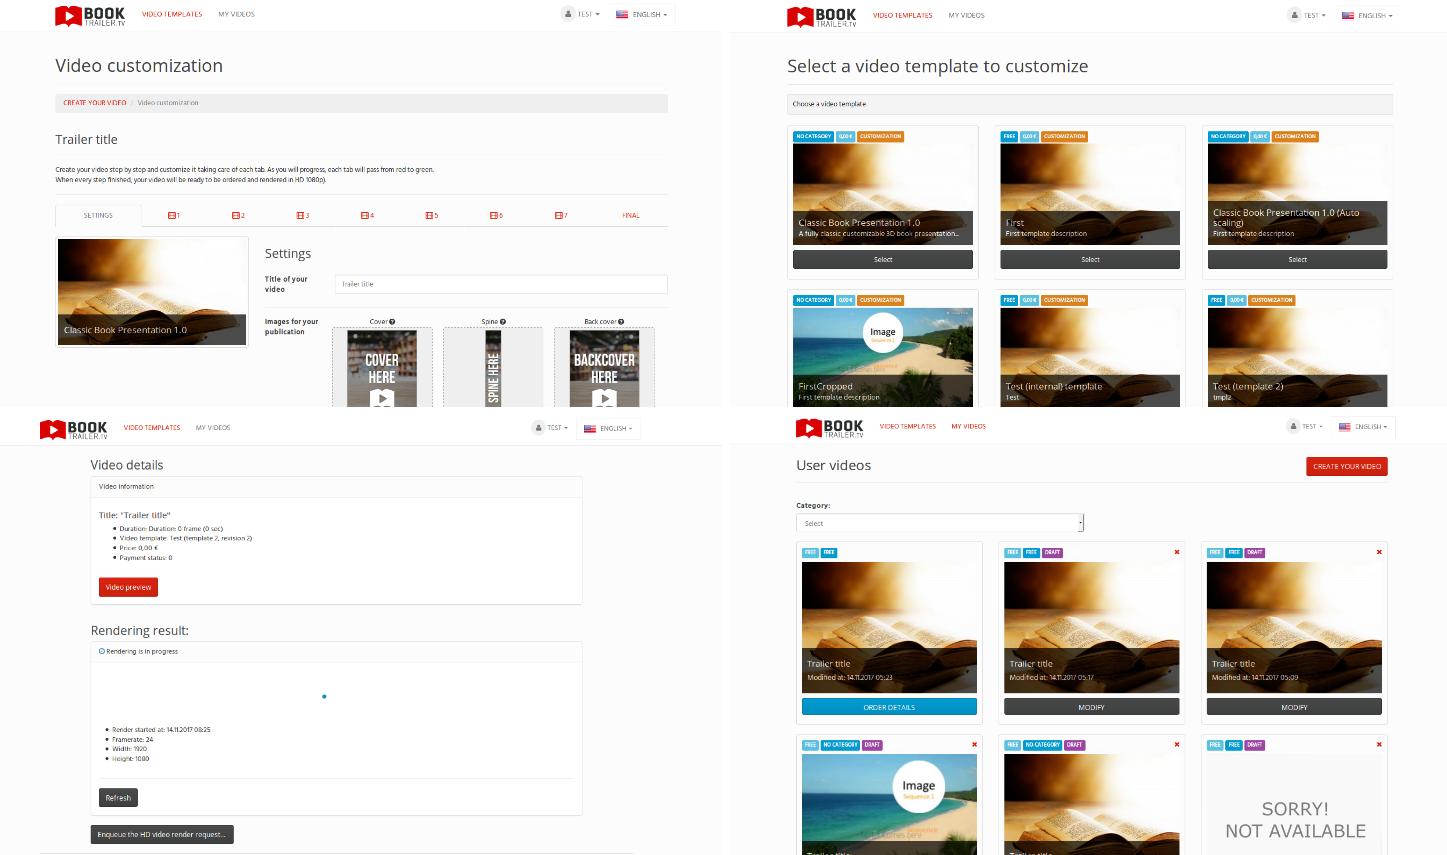 BOOK
TRAILER.TV
VIDEO TEMPLATES
MY VIDEOS
TEST
ENGLISH
Video customization
CREATE YOUR VIDEO / Video customization
Trailer title
Create your video step by step and customize it taking care of each tab. As you will progress, each tab will pass from red to green.
When every step finished, your video will be ready to be ordered and rendered in HD 1080p).
SETTINGS 1 2 3 4 5 6 7 FINAL
Classic Book Presentation 1.0
Settings
Title of your
video
Trailer title
Images for your
publication
Cover
Spine
Back cover
COVER
HERE
SPINE HERE
BACKCOVER
HERE
BOOK
TRAILER.TV
VIDEO TEMPLATES
MY VIDEOS
TEST
ENGLISH
Select a video template to customize
Choose a video template
NO CATEGORY 0,00 € CUSTOMIZATION
Classic Book Presentation 1.0
A fully classic customizable 3D book presentation...
Select
FREE 0,00 € CUSTOMIZATION
First
First template description
Select
NO CATEGORY 0,00 € CUSTOMIZATION
Classic Book Presentation 1.0 (Auto
scaling)
First template description
Select
NO CATEGORY 0,00 € CUSTOMIZATION
Image
Sequence 1
FirstCropped
First template description
FREE 0,00 € CUSTOMIZATION
Test (internal) template
Test
FREE 0,00 € CUSTOMIZATION
Test (template 2)
tmpl2
BOOK
TRAILER.TV
VIDEO TEMPLATES
MY VIDEOS
TEST
ENGLISH
Video details
Video information
Title: "Trailer title"
Duration: Duration: 0 frame (0 sec)
Video template: Test (template 2, revision 2)
Price: 0,00 €
Payment status: 0
Video preview
Rendering result:
Rendering is in progress
Render started at: 14.11.2017 08:25
Framerate: 24
Width: 1920
Height: 1080
Refresh
Enqueue the HD video render request...
BOOK
TRAILER.TV
VIDEO TEMPLATES
MY VIDEOS
TEST
ENGLISH
User videos
CREATE YOUR VIDEO
Category:
Select
FREE FREE
Trailer title
Modified at: 14.11.2017 05:23
ORDER DETAILS
FREE FREE DRAFT
Trailer title
Modified at: 14.11.2017 05:17
MODIFY
FREE FREE DRAFT
Trailer title
Modified at: 14.11.2017 05:09
MODIFY
FREE NO CATEGORY DRAFT
Image
Sequence 1
Trailer title
FREE NO CATEGORY DRAFT
Trailer title
FREE FREE DRAFT
SORRY!
NOT AVAILABLE